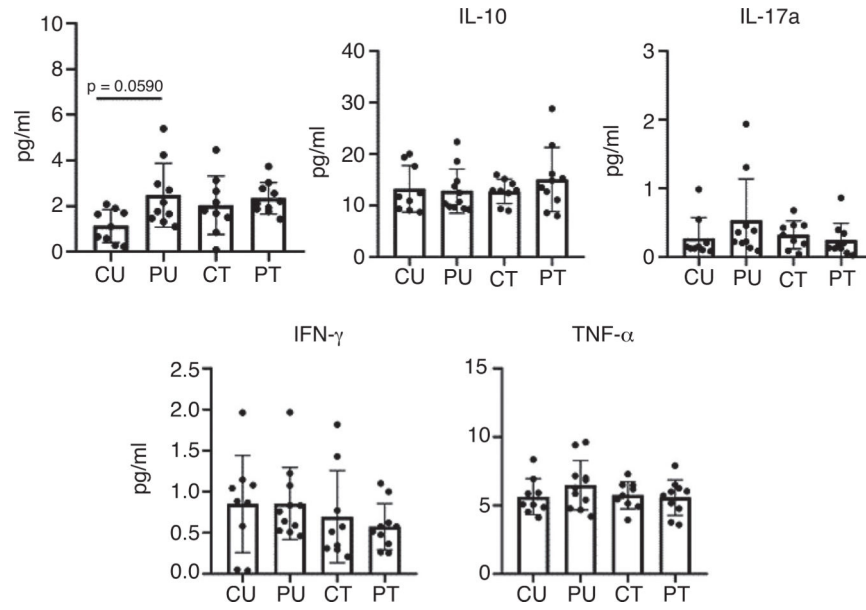 IL-10
IL-17a
10
8
6
4
2
0
pg/ml
p = 0.0590
CU PU CT PT
40
30
20
10
0
pg/ml
CU PU CT PT
3
2
1
0
pg/ml
CU PU CT PT
IFN-γ
TNF-α
2.5
2.0
1.5
1.0
0.5
0.0
pg/ml
CU PU CT PT
15
10
5
0
CU PU CT PT